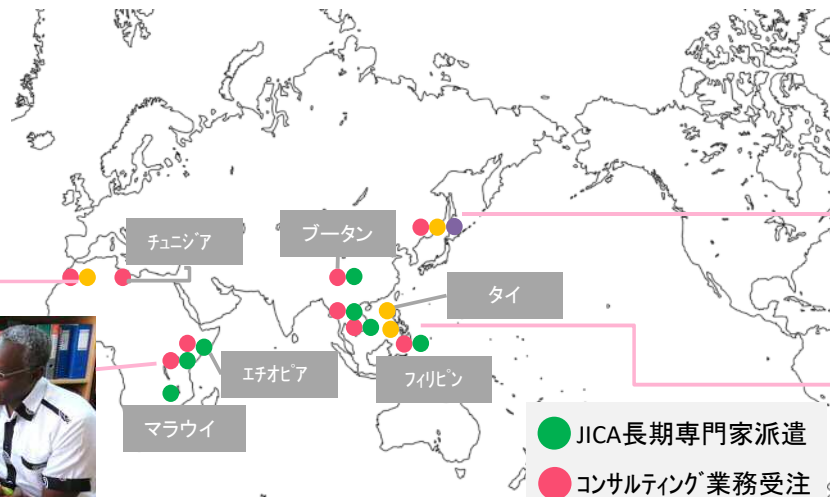 チュニジア
ブータン
タイ
エチオピア
フィリピン
マラウイ
JICA長期専門家派遣
コンサルティング業務受注